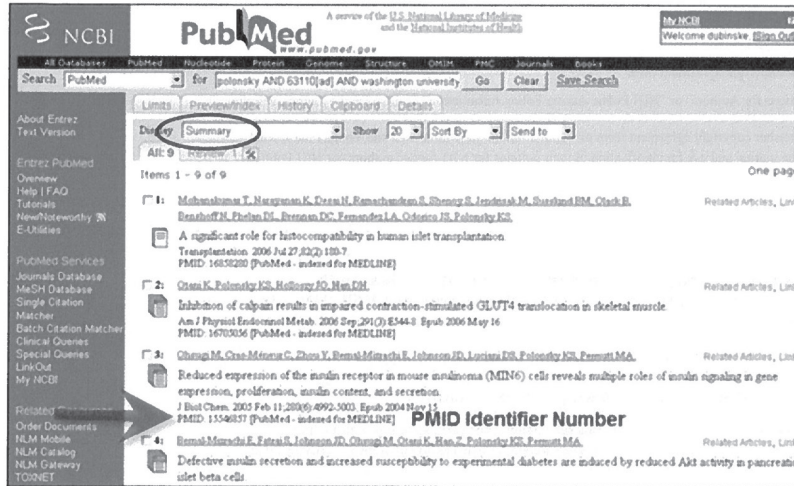 NCBI
PubMed
www.pubmed.gov
A service of the U.S. National Library of Medicine
and the National Institutes of Health
My NCBI
Welcome dubinske. [Sign Out]
All Databases PubMed Nucleotide Protein Genome Structure OMIM PMC Journals Books
Search PubMed for polonsky AND 63110[ad] AND washington university Go Clear Save Search
Limits Preview/Index History Clipboard Details
Display Summary Show 20 Sort By Send to
All: 9 Review: 1
Items 1 - 9 of 9
One pag
About Entrez
Text Version
Entrez PubMed
Overview
Help | FAQ
Tutorials
New/Noteworthy
E-Utilities
PubMed Services
Journals Database
MeSH Database
Single Citation
Matcher
Batch Citation Matcher
Clinical Queries
Special Queries
LinkOut
My NCBI
Related
Order Documents
NLM Mobile
NLM Catalog
NLM Gateway
TOXNET
1: Mohanakumar T, Narayanan K, Desai N, Ramachandran S, Shenoy S, Jendrisak M, Susskind BM, Olack B,
Benshoff N, Phelan DL, Brennan DC, Fernandez LA, Odorico JS, Polonsky KS.
Related Articles, Lin
A significant role for histocompatibility in human islet transplantation
Transplantation. 2006 Jul 27;82(2):180-7.
PMID: 16858280 [PubMed - indexed for MEDLINE]
2: Otani K, Polonsky KS, Holloszy JO, Han DH.
Related Articles, Lin
Inhibition of calpain results in impaired contraction-stimulated GLUT4 translocation in skeletal muscle.
Am J Physiol Endocrinol Metab. 2006 Sep;291(3):E544-8. Epub 2006 May 16
PMID: 16705056 [PubMed - indexed for MEDLINE]
3: Ohsugi M, Cras-Méneur C, Zhou Y, Bernal-Mizrachi E, Johnson JD, Luciani DS, Polonsky KS, Permutt MA.
Related Articles, Lin
Reduced expression of the insulin receptor in mouse insulinoma (MIN6) cells reveals multiple roles of insulin signaling in gene
expression, proliferation, insulin content, and secretion.
J Biol Chem. 2005 Feb 11;280(6):4992-5003. Epub 2004 Nov 15
PMID: 15546857 [PubMed - indexed for MEDLINE]
PMID Identifier Number
4: Bernal-Mizrachi E, Fatrai S, Johnson JD, Ohsugi M, Otani K, Han Z, Polonsky KS, Permutt MA.
Related Articles, Lin
Defective insulin secretion and increased susceptibility to experimental diabetes are induced by reduced Akt activity in pancreati
islet beta cells